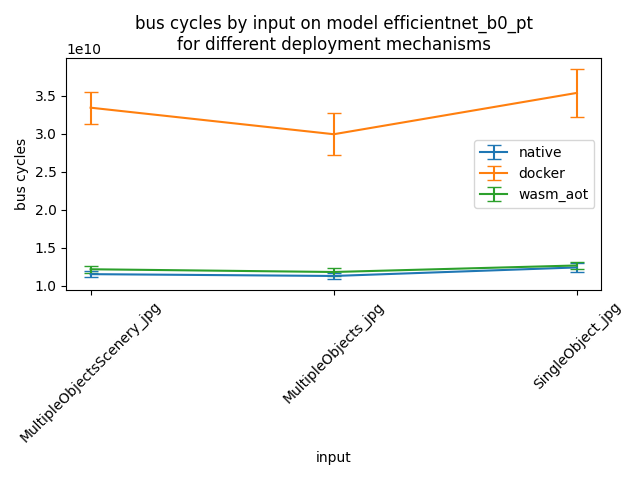 bus cycles by input on model efficientnet_b0_pt
for different deployment mechanisms
1e10
3.5
3.0
2.5
2.0
1.5
1.0
bus cycles
native
docker
wasm_aot
MultipleObjectsScenery_jpg
MultipleObjects_jpg
SingleObject_jpg
input